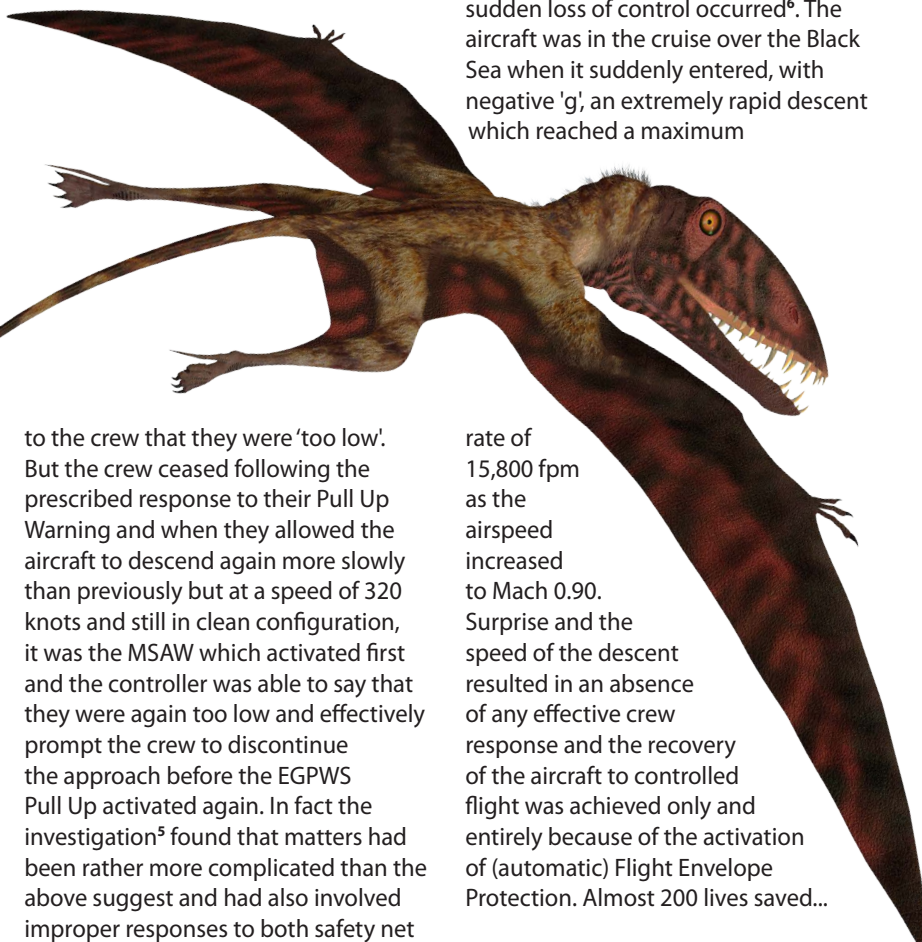 to the crew that they were 'too low'.
But the crew ceased following the
prescribed response to their Pull Up
Warning and when they allowed the
aircraft to descend again more slowly
than previously but at a speed of 320
knots and still in clean configuration,
it was the MSAW which activated first
and the controller was able to say that
they were again too low and effectively
prompt the crew to discontinue
the approach before the EGPWS
Pull Up activated again. In fact the
investigation⁵ found that matters had
been rather more complicated than the
above suggest and had also involved
improper responses to both safety net
sudden loss of control occurred⁶. The
aircraft was in the cruise over the Black
Sea when it suddenly entered, with
negative 'g', an extremely rapid descent
which reached a maximum
rate of
15,800 fpm
as the
airspeed
increased
to Mach 0.90.
Surprise and the
speed of the descent
resulted in an absence
of any effective crew
response and the recovery
of the aircraft to controlled
flight was achieved only and
entirely because of the activation
of (automatic) Flight Envelope
Protection. Almost 200 lives saved...